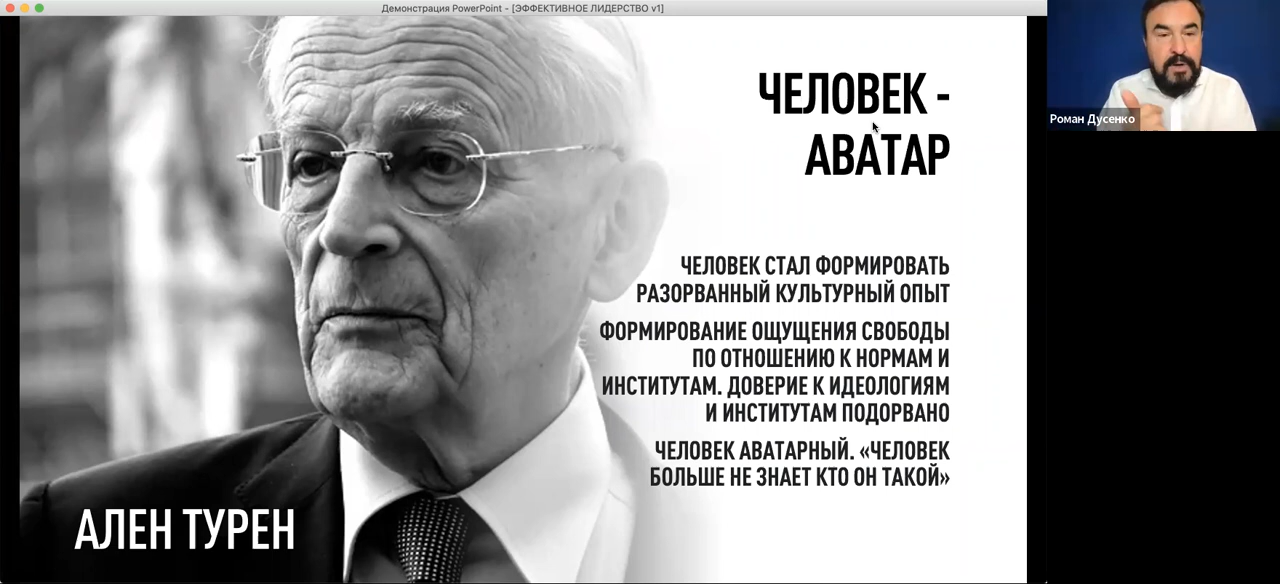 Демонстрация PowerPoint - [ЭФФЕКТИВНОЕ ЛИДЕРСТВО v1]
ЧЕЛОВЕК -
АВАТАР
Роман Дусенко
ЧЕЛОВЕК СТАЛ ФОРМИРОВАТЬ
РАЗОРВАННЫЙ КУЛЬТУРНЫЙ ОПЫТ
ФОРМИРОВАНИЕ ОЩУЩЕНИЯ СВОБОДЫ
ПО ОТНОШЕНИЮ К НОРМАМ И
ИНСТИТУТАМ. ДОВЕРИЕ К ИДЕОЛОГИЯМ
И ИНСТИТУТАМ ПОДОРВАНО
ЧЕЛОВЕК АВАТАРНЫЙ. «ЧЕЛОВЕК
БОЛЬШЕ НЕ ЗНАЕТ КТО ОН ТАКОЙ»
АЛЕН ТУРЕН